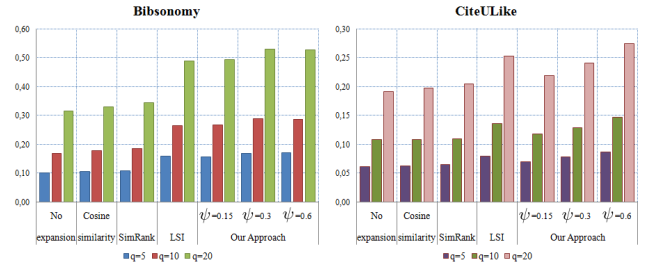 Bibsonomy
0,60
0,50
0,40
0,30
0,20
0,10
0,00
No expansion
Cosine similarity
SimRank
LSI
ψ=0.15
ψ=0.3
ψ=0.6
Our Approach
q=5 q=10 q=20
CiteULike
0,30
0,25
0,20
0,15
0,10
0,05
0,00
No expansion
Cosine similarity
SimRank
LSI
ψ=0.15
ψ=0.3
ψ=0.6
Our Approach
q=5 q=10 q=20